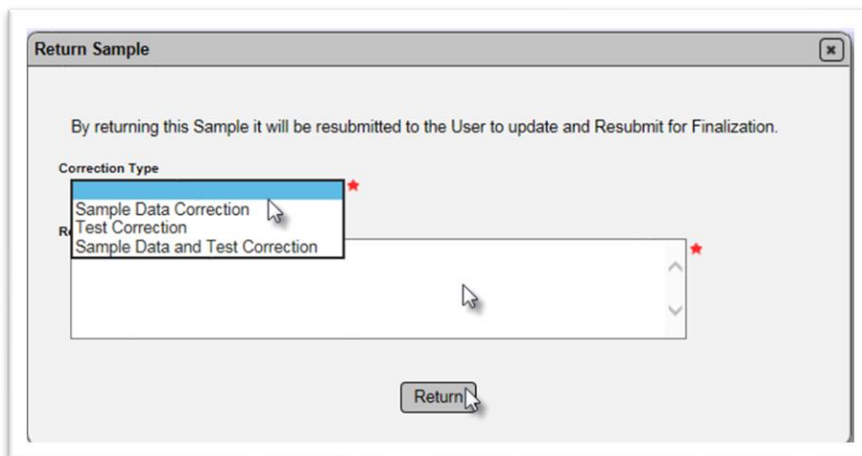 Return Sample
By returning this Sample it will be resubmitted to the User to update and Resubmit for Finalization.
Correction Type
Sample Data Correction
Test Correction
Sample Data and Test Correction
Return